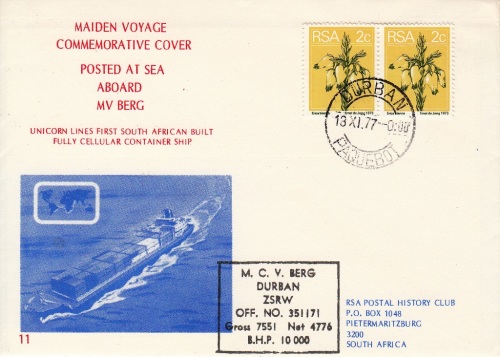 MAIDEN VOYAGE
COMMEMORATIVE COVER
POSTED AT SEA
ABOARD
MV BERG
UNICORN LINES FIRST SOUTH AFRICAN BUILT
FULLY CELLULAR CONTAINER SHIP
RSA 2c
RSA 2c
DURBAN
13 XI.77
PAQUEBOT
M. C. V. BERG
DURBAN
ZSRW
OFF. NO. 351171
Gross 7551 Net 4776
B.H.P. 10 000
RSA POSTAL HISTORY CLUB
P.O. BOX 1048
PIETERMARITZBURG
3200
SOUTH AFRICA
11